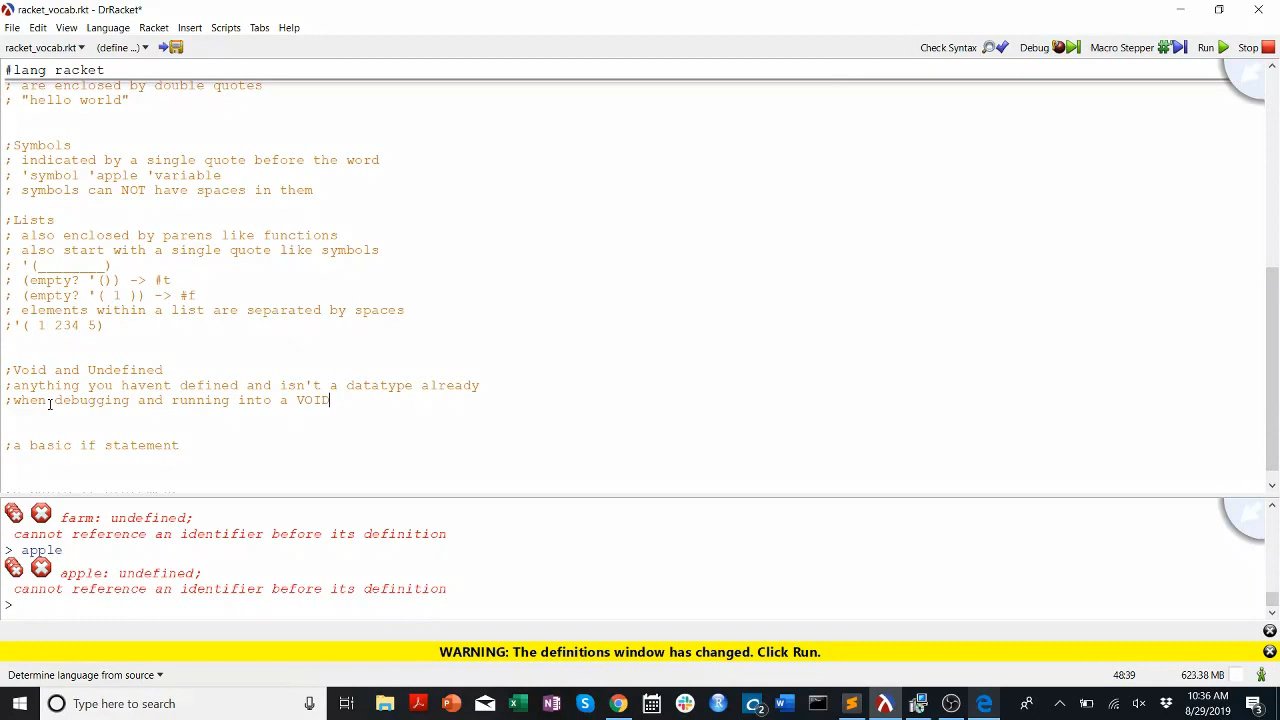 racket_vocab.rkt - DrRacket*
File Edit View Language Racket Insert Scripts Tabs Help
racket_vocab.rkt (define ...) Check Syntax Debug Macro Stepper Run Stop
#lang racket
; are enclosed by double quotes
; "hello world"
;Symbols
; indicated by a single quote before the word
; 'symbol 'apple 'variable
; symbols can NOT have spaces in them
;Lists
; also enclosed by parens like functions
; also start with a single quote like symbols
; '(________)
; (empty? '()) -> #t
; (empty? '( 1 )) -> #f
; elements within a list are separated by spaces
;'( 1 234 5)
;Void and Undefined
;anything you havent defined and isn't a datatype already
;when debugging and running into a VOID
;a basic if statement
farm: undefined;
cannot reference an identifier before its definition
> apple
apple: undefined;
cannot reference an identifier before its definition
>
WARNING: The definitions window has changed. Click Run.
Determine language from source 48:39 623.38 MB
Type here to search 10:36 AM
8/29/2019